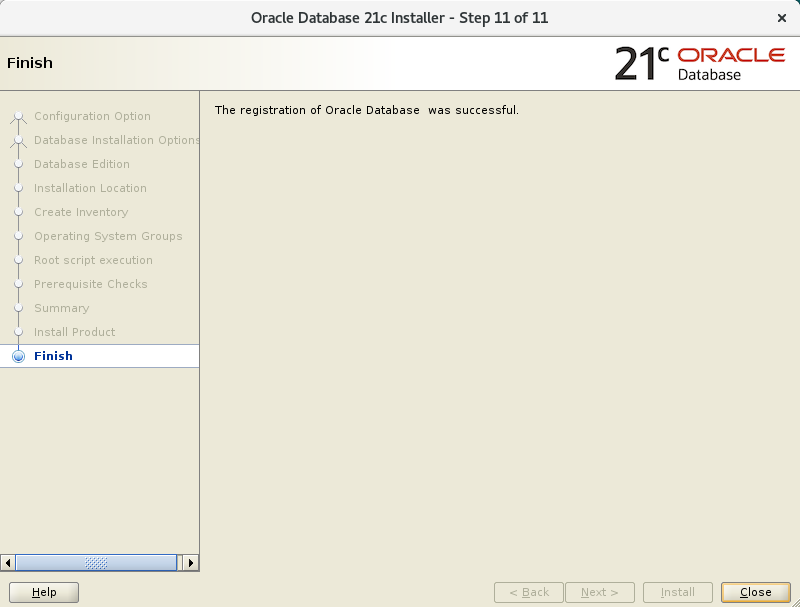 Oracle Database 21c Installer - Step 11 of 11
Finish
21c ORACLE
Database
Configuration Option
Database Installation Options
Database Edition
Installation Location
Create Inventory
Operating System Groups
Root script execution
Prerequisite Checks
Summary
Install Product
Finish
The registration of Oracle Database  was successful.
Help
< Back
Next >
Install
Close